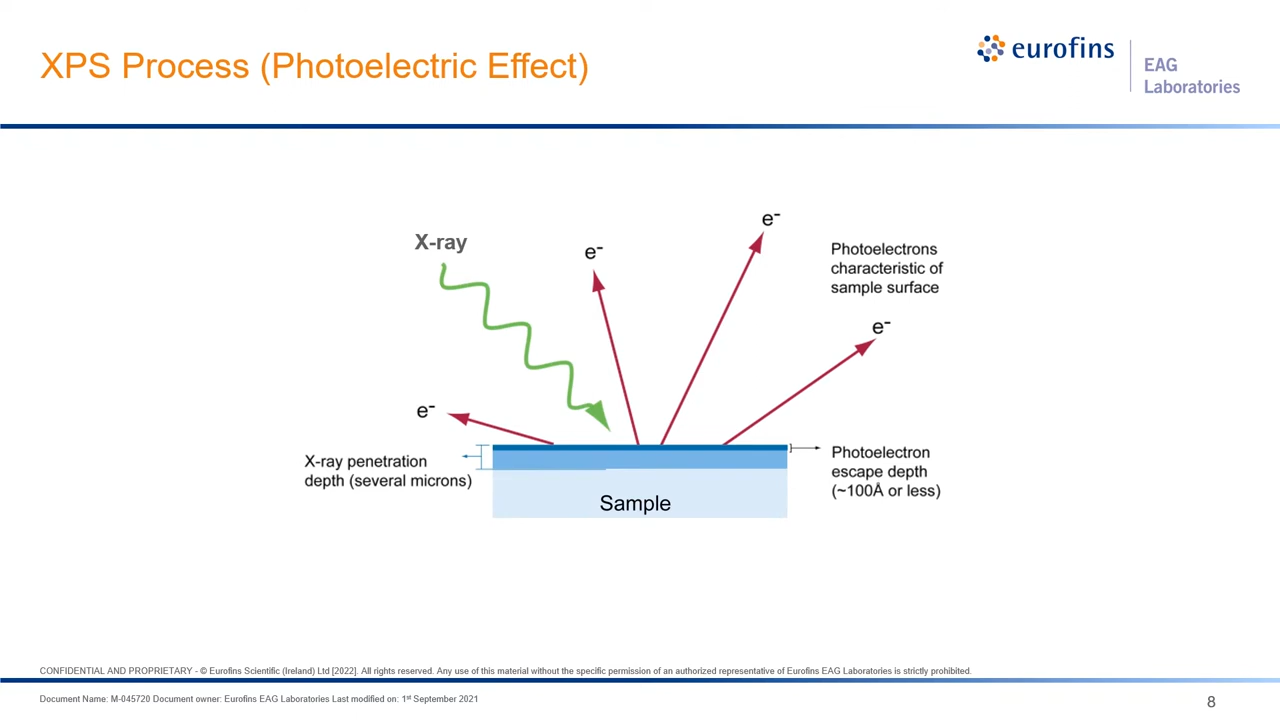 XPS Process (Photoelectric Effect)
eurofins
EAG
Laboratories
X-ray
e-
e-
e-
e-
Photoelectrons
characteristic of
sample surface
X-ray penetration
depth (several microns)
Sample
Photoelectron
escape depth
(~100Å or less)
CONFIDENTIAL AND PROPRIETARY - © Eurofins Scientific (Ireland) Ltd [2022]. All rights reserved. Any use of this material without the specific permission of an authorized representative of Eurofins EAG Laboratories is strictly prohibited.
Document Name: M-045720 Document owner: Eurofins EAG Laboratories Last modified on: 1st September 2021
8